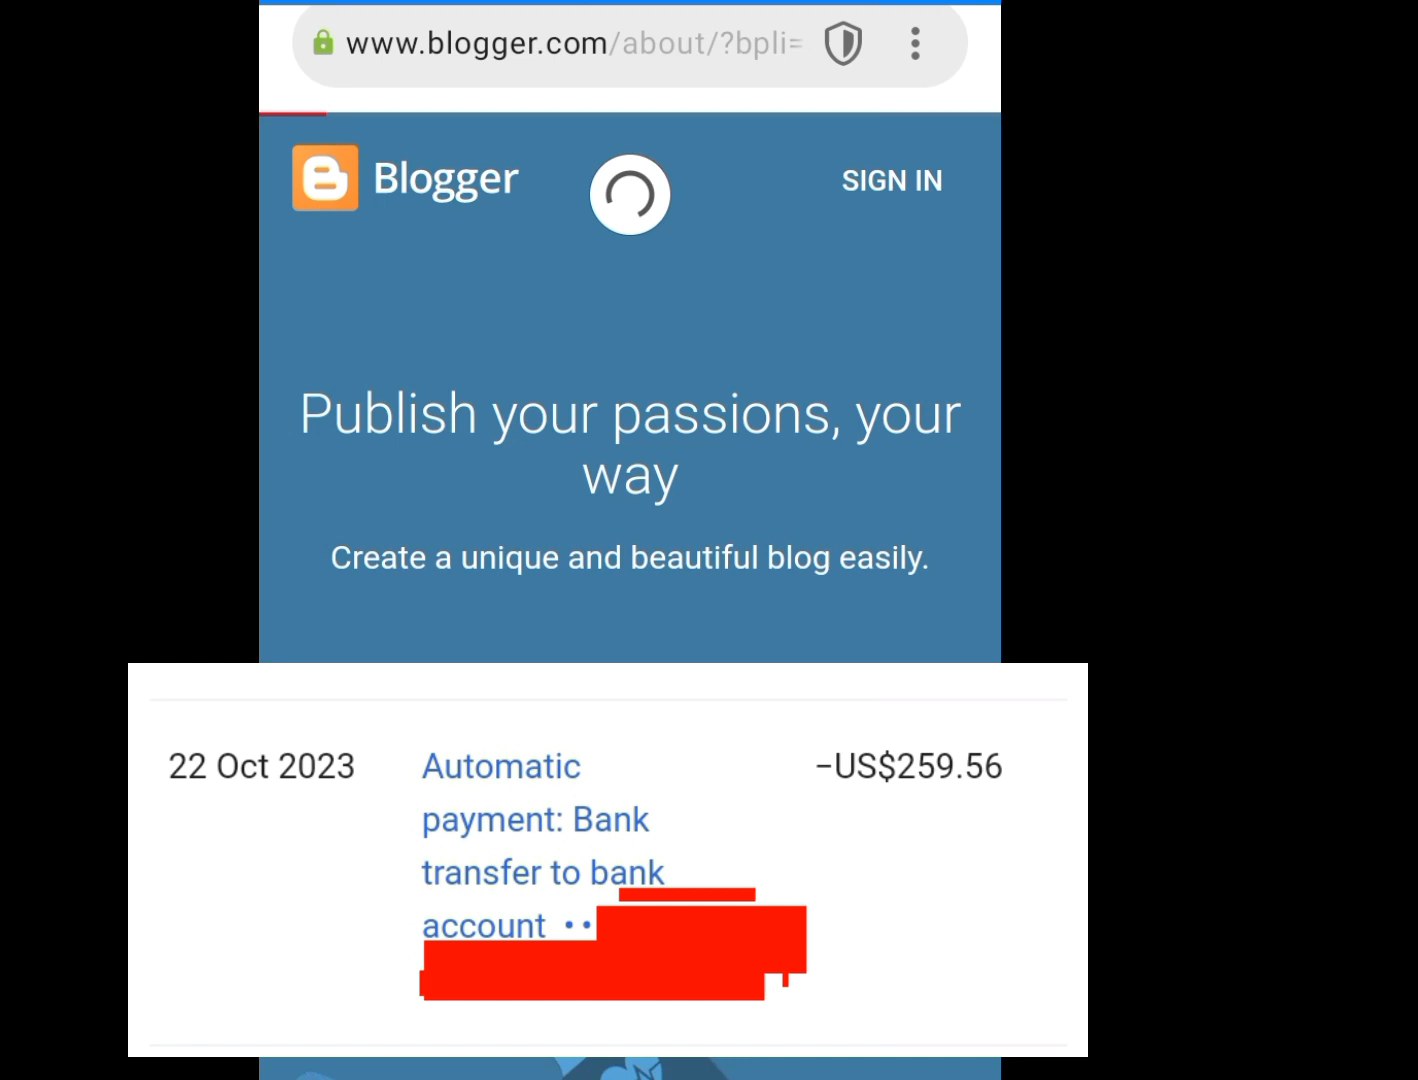 www.blogger.com/about/?bpli=
Blogger
SIGN IN
Publish your passions, your
way
Create a unique and beautiful blog easily.
22 Oct 2023
Automatic
payment: Bank
transfer to bank
account ••
−US$259.56